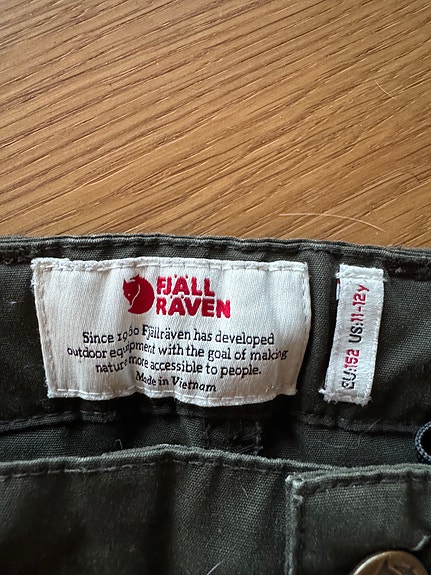 FJÄLL
RÄVEN
Since 1960 Fjällräven has developed
outdoor equipment with the goal of making
nature more accessible to people.
Made in Vietnam
EU:152 US:11-12y